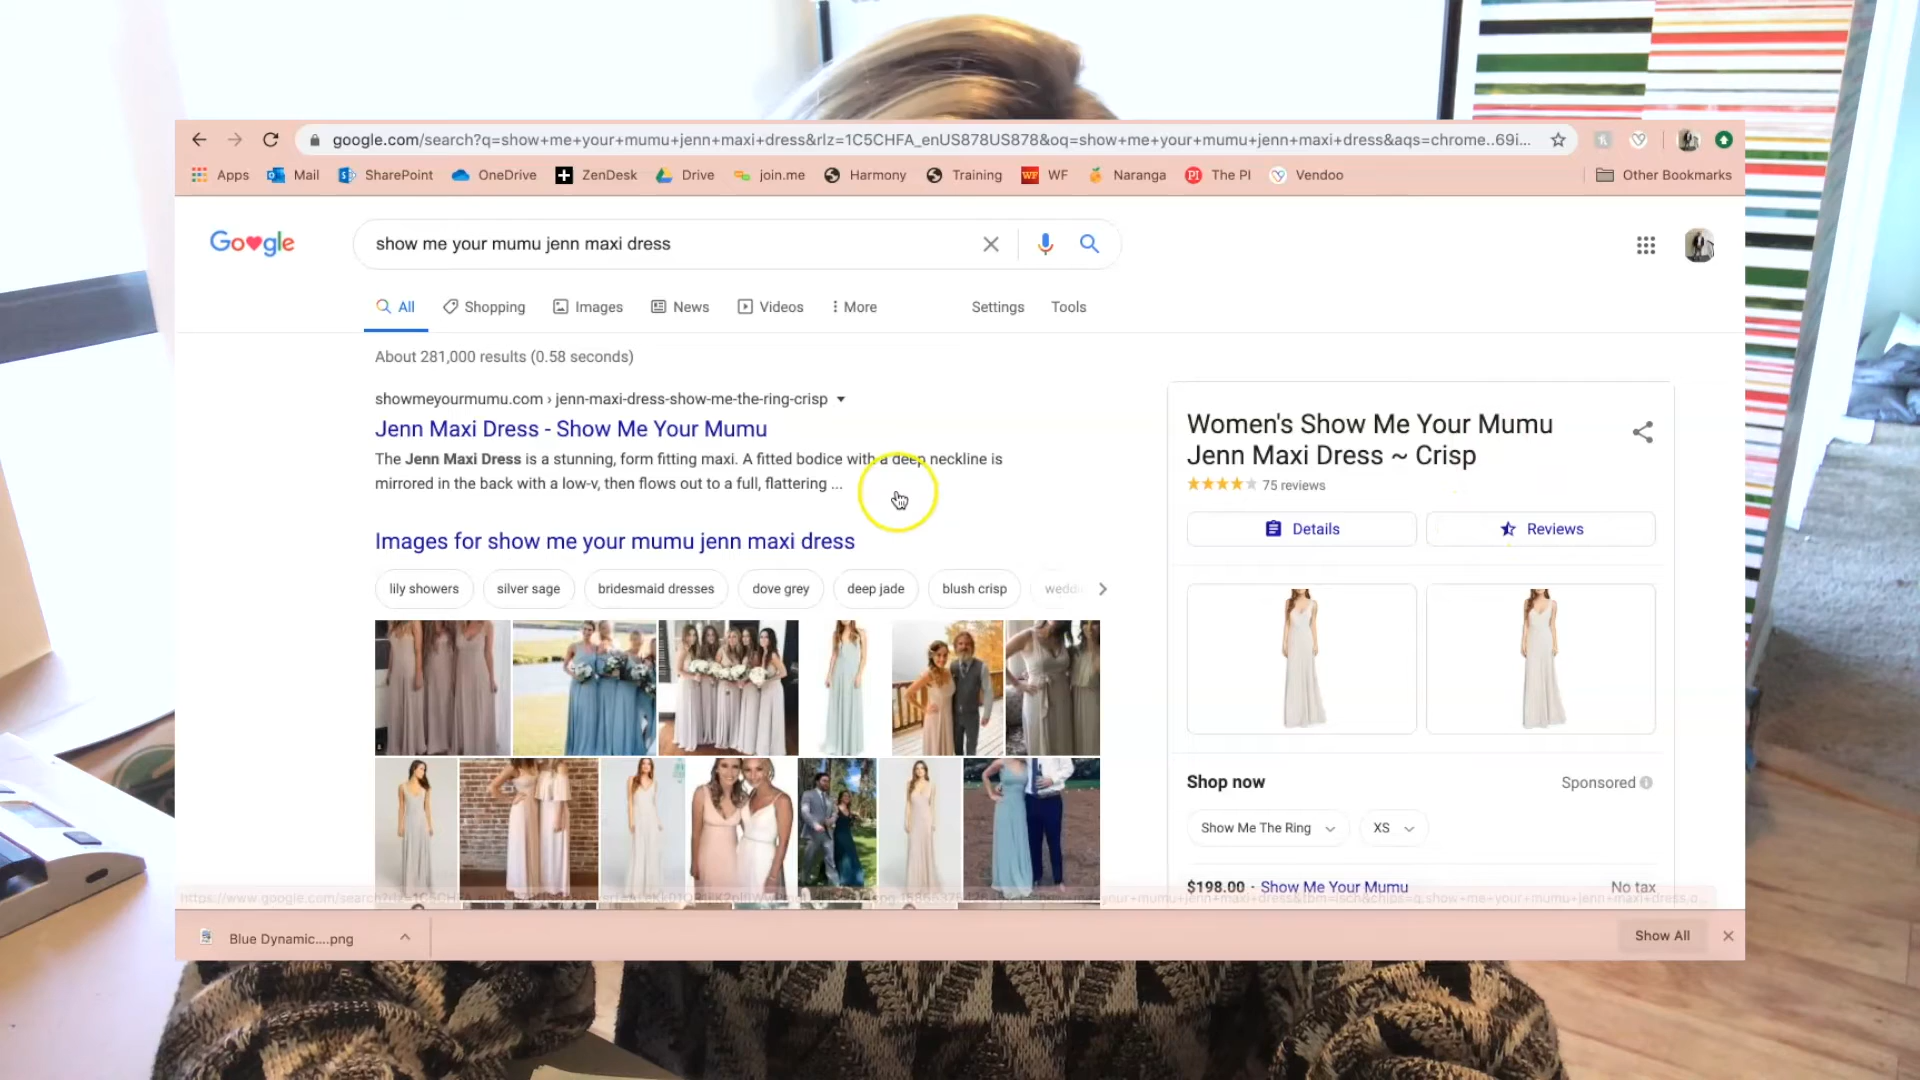 google.com/search?q=show+me+your+mumu+jenn+maxi+dress&rlz=1C5CHFA_enUS878US878&oq=show+me+your+mumu+jenn+maxi+dress&aqs=chrome..69i...
Apps Mail SharePoint OneDrive ZenDesk Drive join.me Harmony Training WF Naranga The PI Vendoo Other Bookmarks
Google show me your mumu jenn maxi dress
All Shopping Images News Videos More Settings Tools
About 281,000 results (0.58 seconds)
showmeyourmumu.com › jenn-maxi-dress-show-me-the-ring-crisp
Jenn Maxi Dress - Show Me Your Mumu
The Jenn Maxi Dress is a stunning, form fitting maxi. A fitted bodice with a deep neckline is
mirrored in the back with a low-v, then flows out to a full, flattering ...
Images for show me your mumu jenn maxi dress
lily showers silver sage bridesmaid dresses dove grey deep jade blush crisp
Women's Show Me Your Mumu
Jenn Maxi Dress ~ Crisp
75 reviews
Details Reviews
Shop now Sponsored
Show Me The Ring XS
$198.00 · Show Me Your Mumu No tax
Blue Dynamic....png Show All